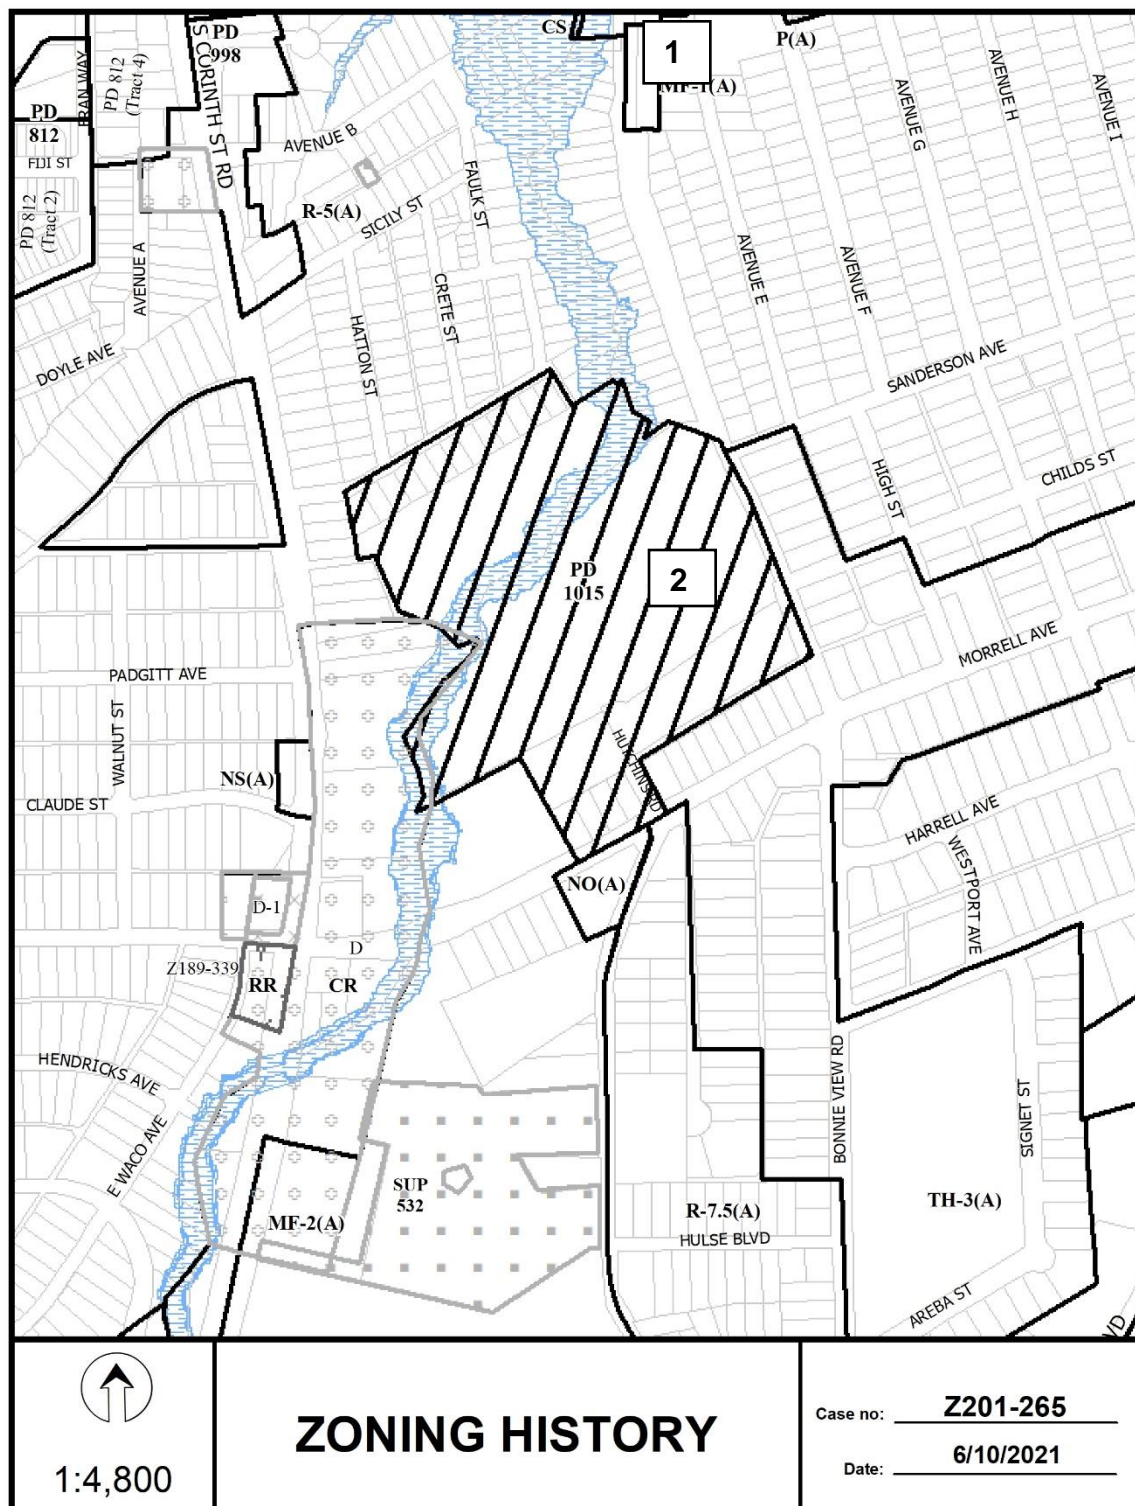 CS
1
P(A)
MF-1(A)
PD
998
S CORINTH ST RD
FRAN WAY
PD 812
(Tract 4)
PD
812
FIJI ST
PD 812
(Tract 2)
AVENUE A
AVENUE B
R-5(A)
SICILY ST
FAULK ST
CRETE ST
HATTON ST
DOYLE AVE
AVENUE E
AVENUE F
AVENUE G
AVENUE H
AVENUE I
SANDERSON AVE
HIGH ST
CHILDS ST
PD
1015
2
MORRELL AVE
PADGITT AVE
WALNUT ST
NS(A)
CLAUDE ST
HUTCHINS RD
HARRELL AVE
WESTPORT AVE
NO(A)
D-1
D
Z189-339
RR
CR
HENDRICKS AVE
E WACO AVE
BONNIE VIEW RD
SIGNET ST
SUP
532
MF-2(A)
R-7.5(A)
HULSE BLVD
TH-3(A)
AREBA ST
VD
1:4,800
ZONING HISTORY
Case no: Z201-265
Date: 6/10/2021